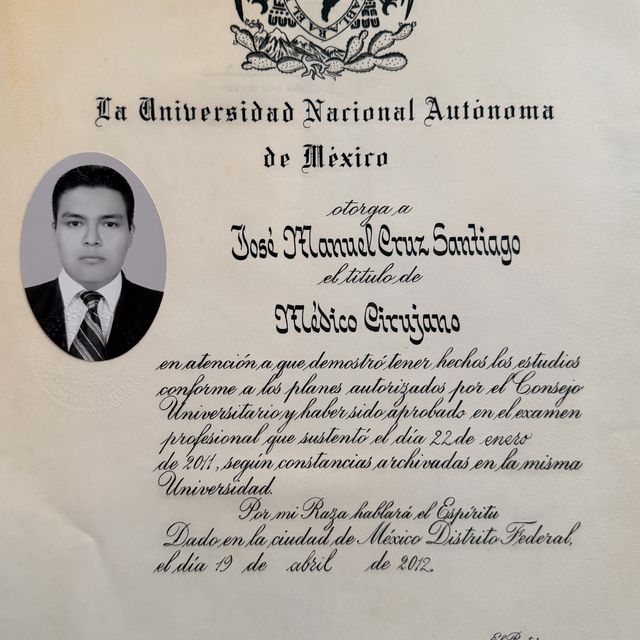 ABLARA EL
La Universidad Nacional Autónoma
de México
otorga a
José Manuel Cruz Santiago
el título de
Médico Cirujano
en atención a que demostró tener hechos los estudios
conforme a los planes autorizados por el Consejo
Universitario y haber sido aprobado en el examen
profesional que sustentó el día 22 de enero
de 2011, según constancias archivadas en la misma
Universidad.
Por mi Raza hablará el Espíritu
Dado en la ciudad de México Distrito Federal,
el día 19 de abril de 2012.